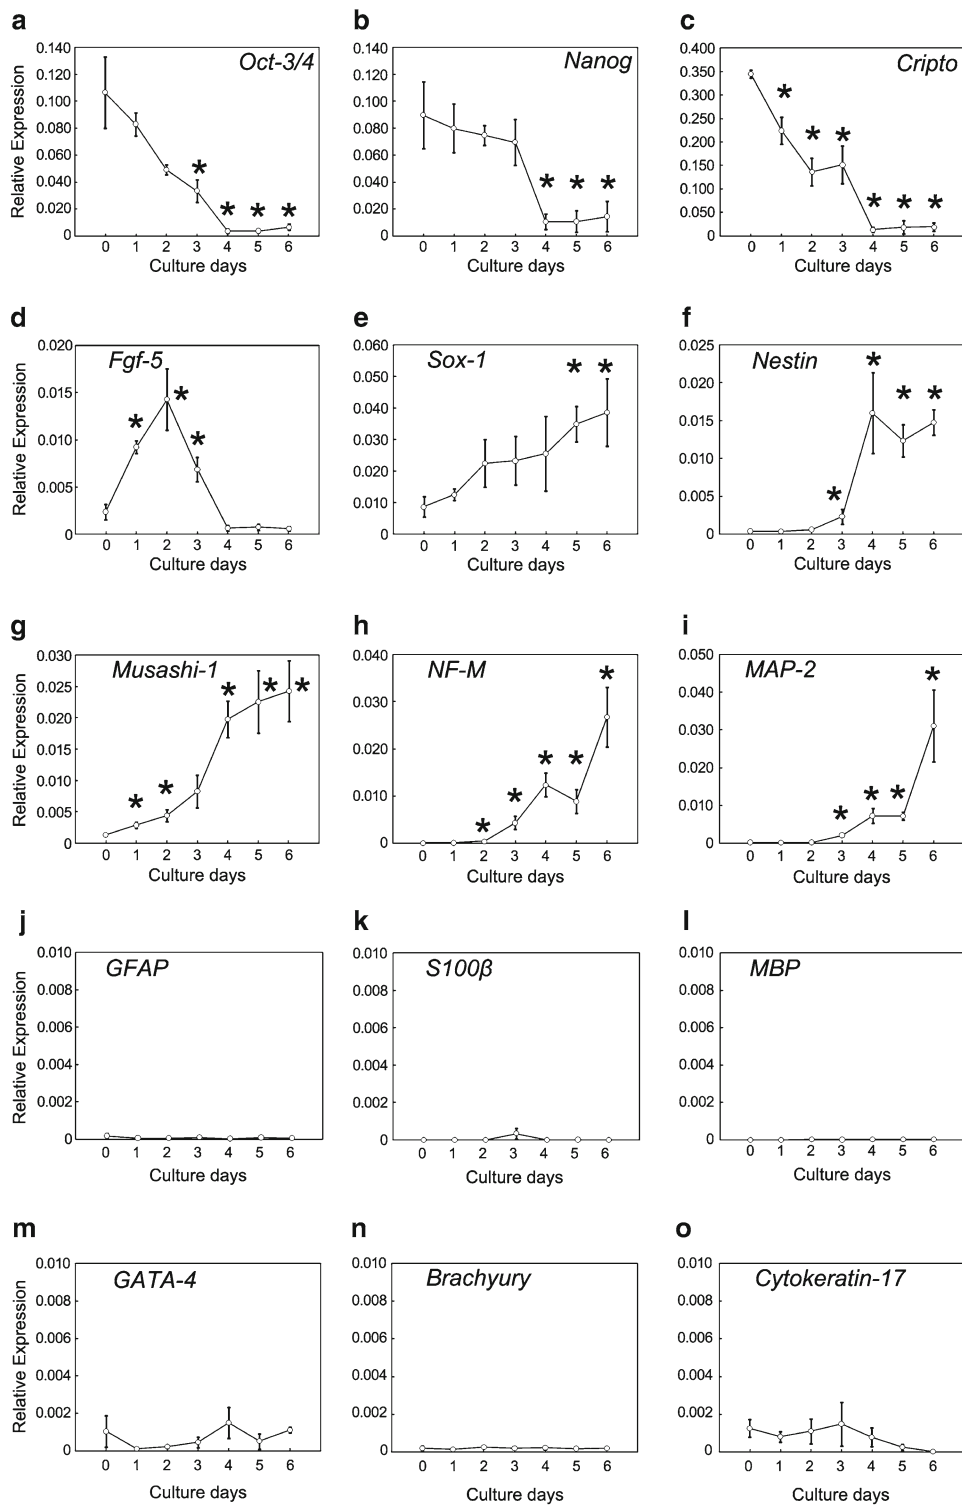 a b c
0.140 0.140 0.400
Oct-3/4 Nanog Cripto
0.120 0.120 0.350
0.100 0.100 0.300
0.080 0.080 0.250
0.060 0.060 0.200
0.040 0.040 0.150
0.020 0.020 0.100
0 0 0.050
0
Relative Expression
* * * * * * * * * * * * *
0 1 2 3 4 5 6 0 1 2 3 4 5 6 0 1 2 3 4 5 6
Culture days Culture days Culture days
d e f
0.020 0.060 0.025
Fgf-5 Sox-1 Nestin
0.015 0.050 0.020
0.010 0.040 0.015
0.005 0.030 0.010
0 0.020 0.005
0.010 0
0
Relative Expression
* * * * * * * * *
0 1 2 3 4 5 6 0 1 2 3 4 5 6 0 1 2 3 4 5 6
Culture days Culture days Culture days
g h i
0.030 0.040 0.050
Musashi-1 NF-M MAP-2
0.025 0.030 0.040
0.020 0.020 0.030
0.015 0.010 0.020
0.010 0 0.010
0.005 0
0
Relative Expression
* * * * * * * * * * * * * *
0 1 2 3 4 5 6 0 1 2 3 4 5 6 0 1 2 3 4 5 6
Culture days Culture days Culture days
j k l
0.010 0.010 0.010
GFAP S100β MBP
0.008 0.008 0.008
0.006 0.006 0.006
0.004 0.004 0.004
0.002 0.002 0.002
0 0 0
Relative Expression
0 1 2 3 4 5 6 0 1 2 3 4 5 6 0 1 2 3 4 5 6
Culture days Culture days Culture days
m n o
0.010 0.010 0.010
GATA-4 Brachyury Cytokeratin-17
0.008 0.008 0.008
0.006 0.006 0.006
0.004 0.004 0.004
0.002 0.002 0.002
0 0 0
Relative Expression
0 1 2 3 4 5 6 0 1 2 3 4 5 6 0 1 2 3 4 5 6
Culture days Culture days Culture days